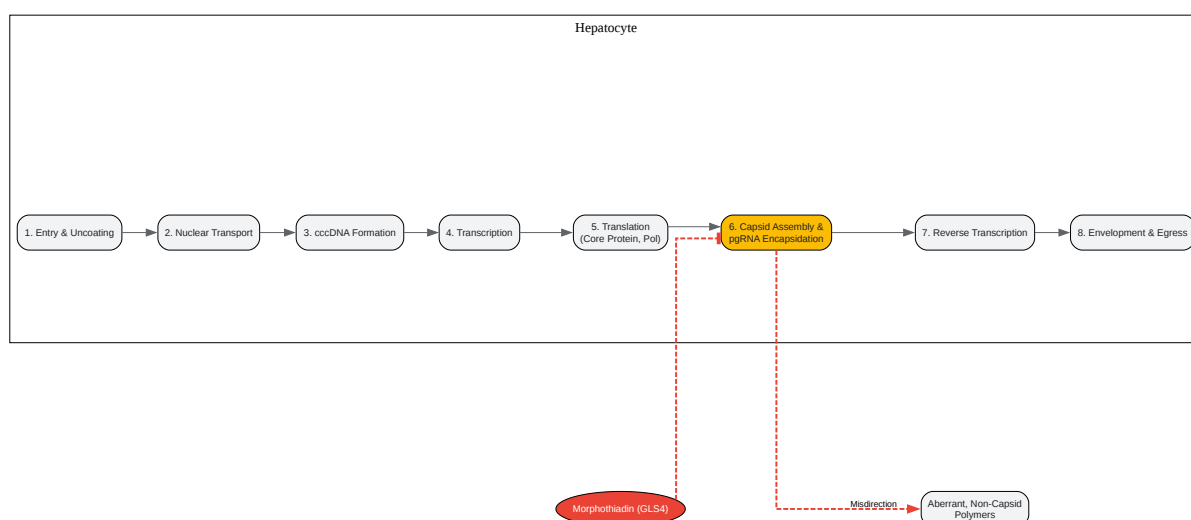 Hepatocyte
1. Entry & Uncoating
2. Nuclear Transport
3. cccDNA Formation
4. Transcription
5. Translation
(Core Protein, Pol)
6. Capsid Assembly &
pgRNA Encapsidation
7. Reverse Transcription
8. Envelopment & Egress
Morphothiadin (GLS4)
Misdirection
Aberrant, Non-Capsid
Polymers